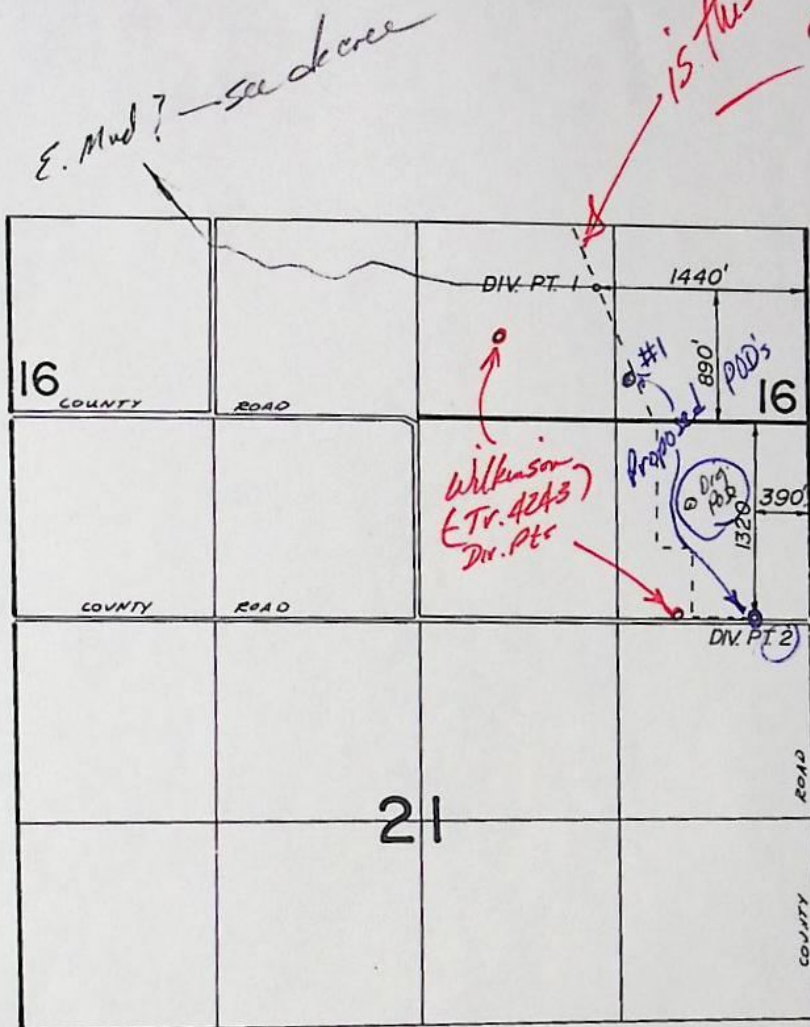 is this
E. Mud ? — see decree
DIV. PT. 1
1440'
#1
890'
POD's
16
16
COUNTY ROAD
Proposed
Wilkinson
(Tr. 4243)
Div. Pts
Orig.
POD
1320
390'
COUNTY ROAD
DIV. PT. 2
21
COUNTY ROAD